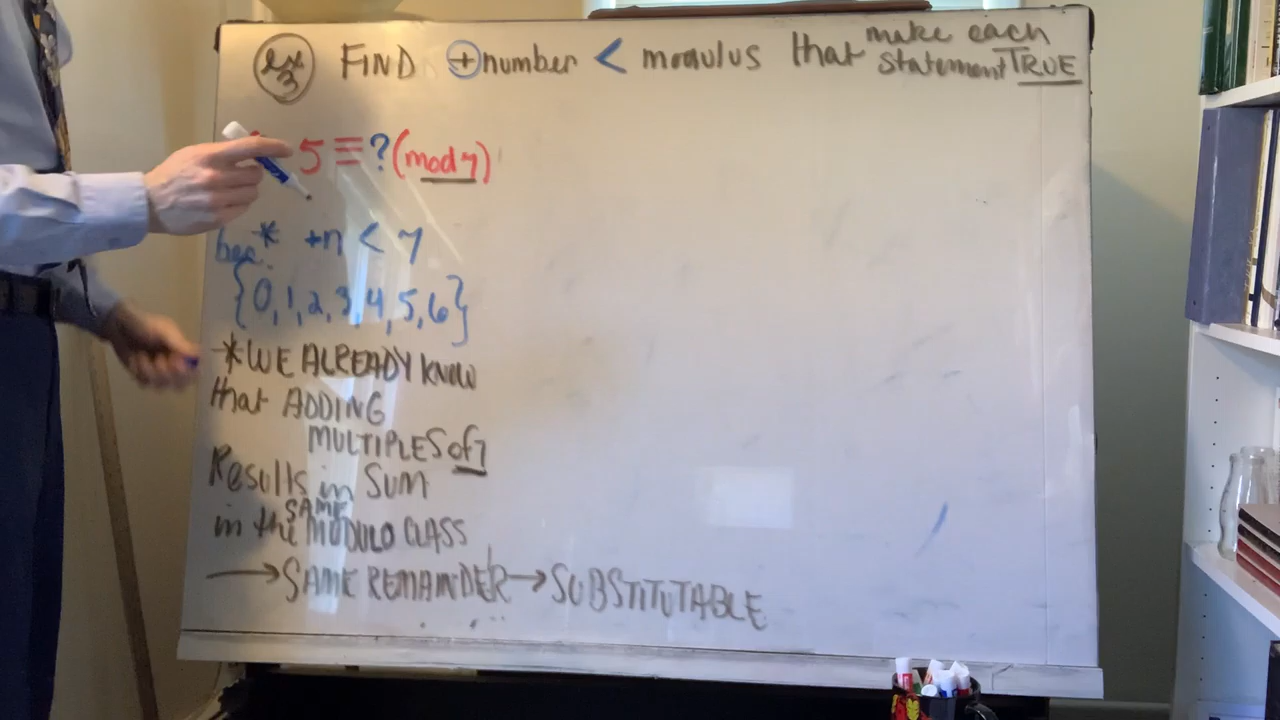 ex 3 FIND + number < modulus that make each statement TRUE
5 ≡ ? (mod 7)
bec.* +n < 7
{0,1,2,3,4,5,6}
*WE ALREADY KNOW
that ADDING
MULTIPLES of 7
Results in SUM
in the SAME MODULO CLASS
→ SAME REMAINDER → SUBSTITUTABLE